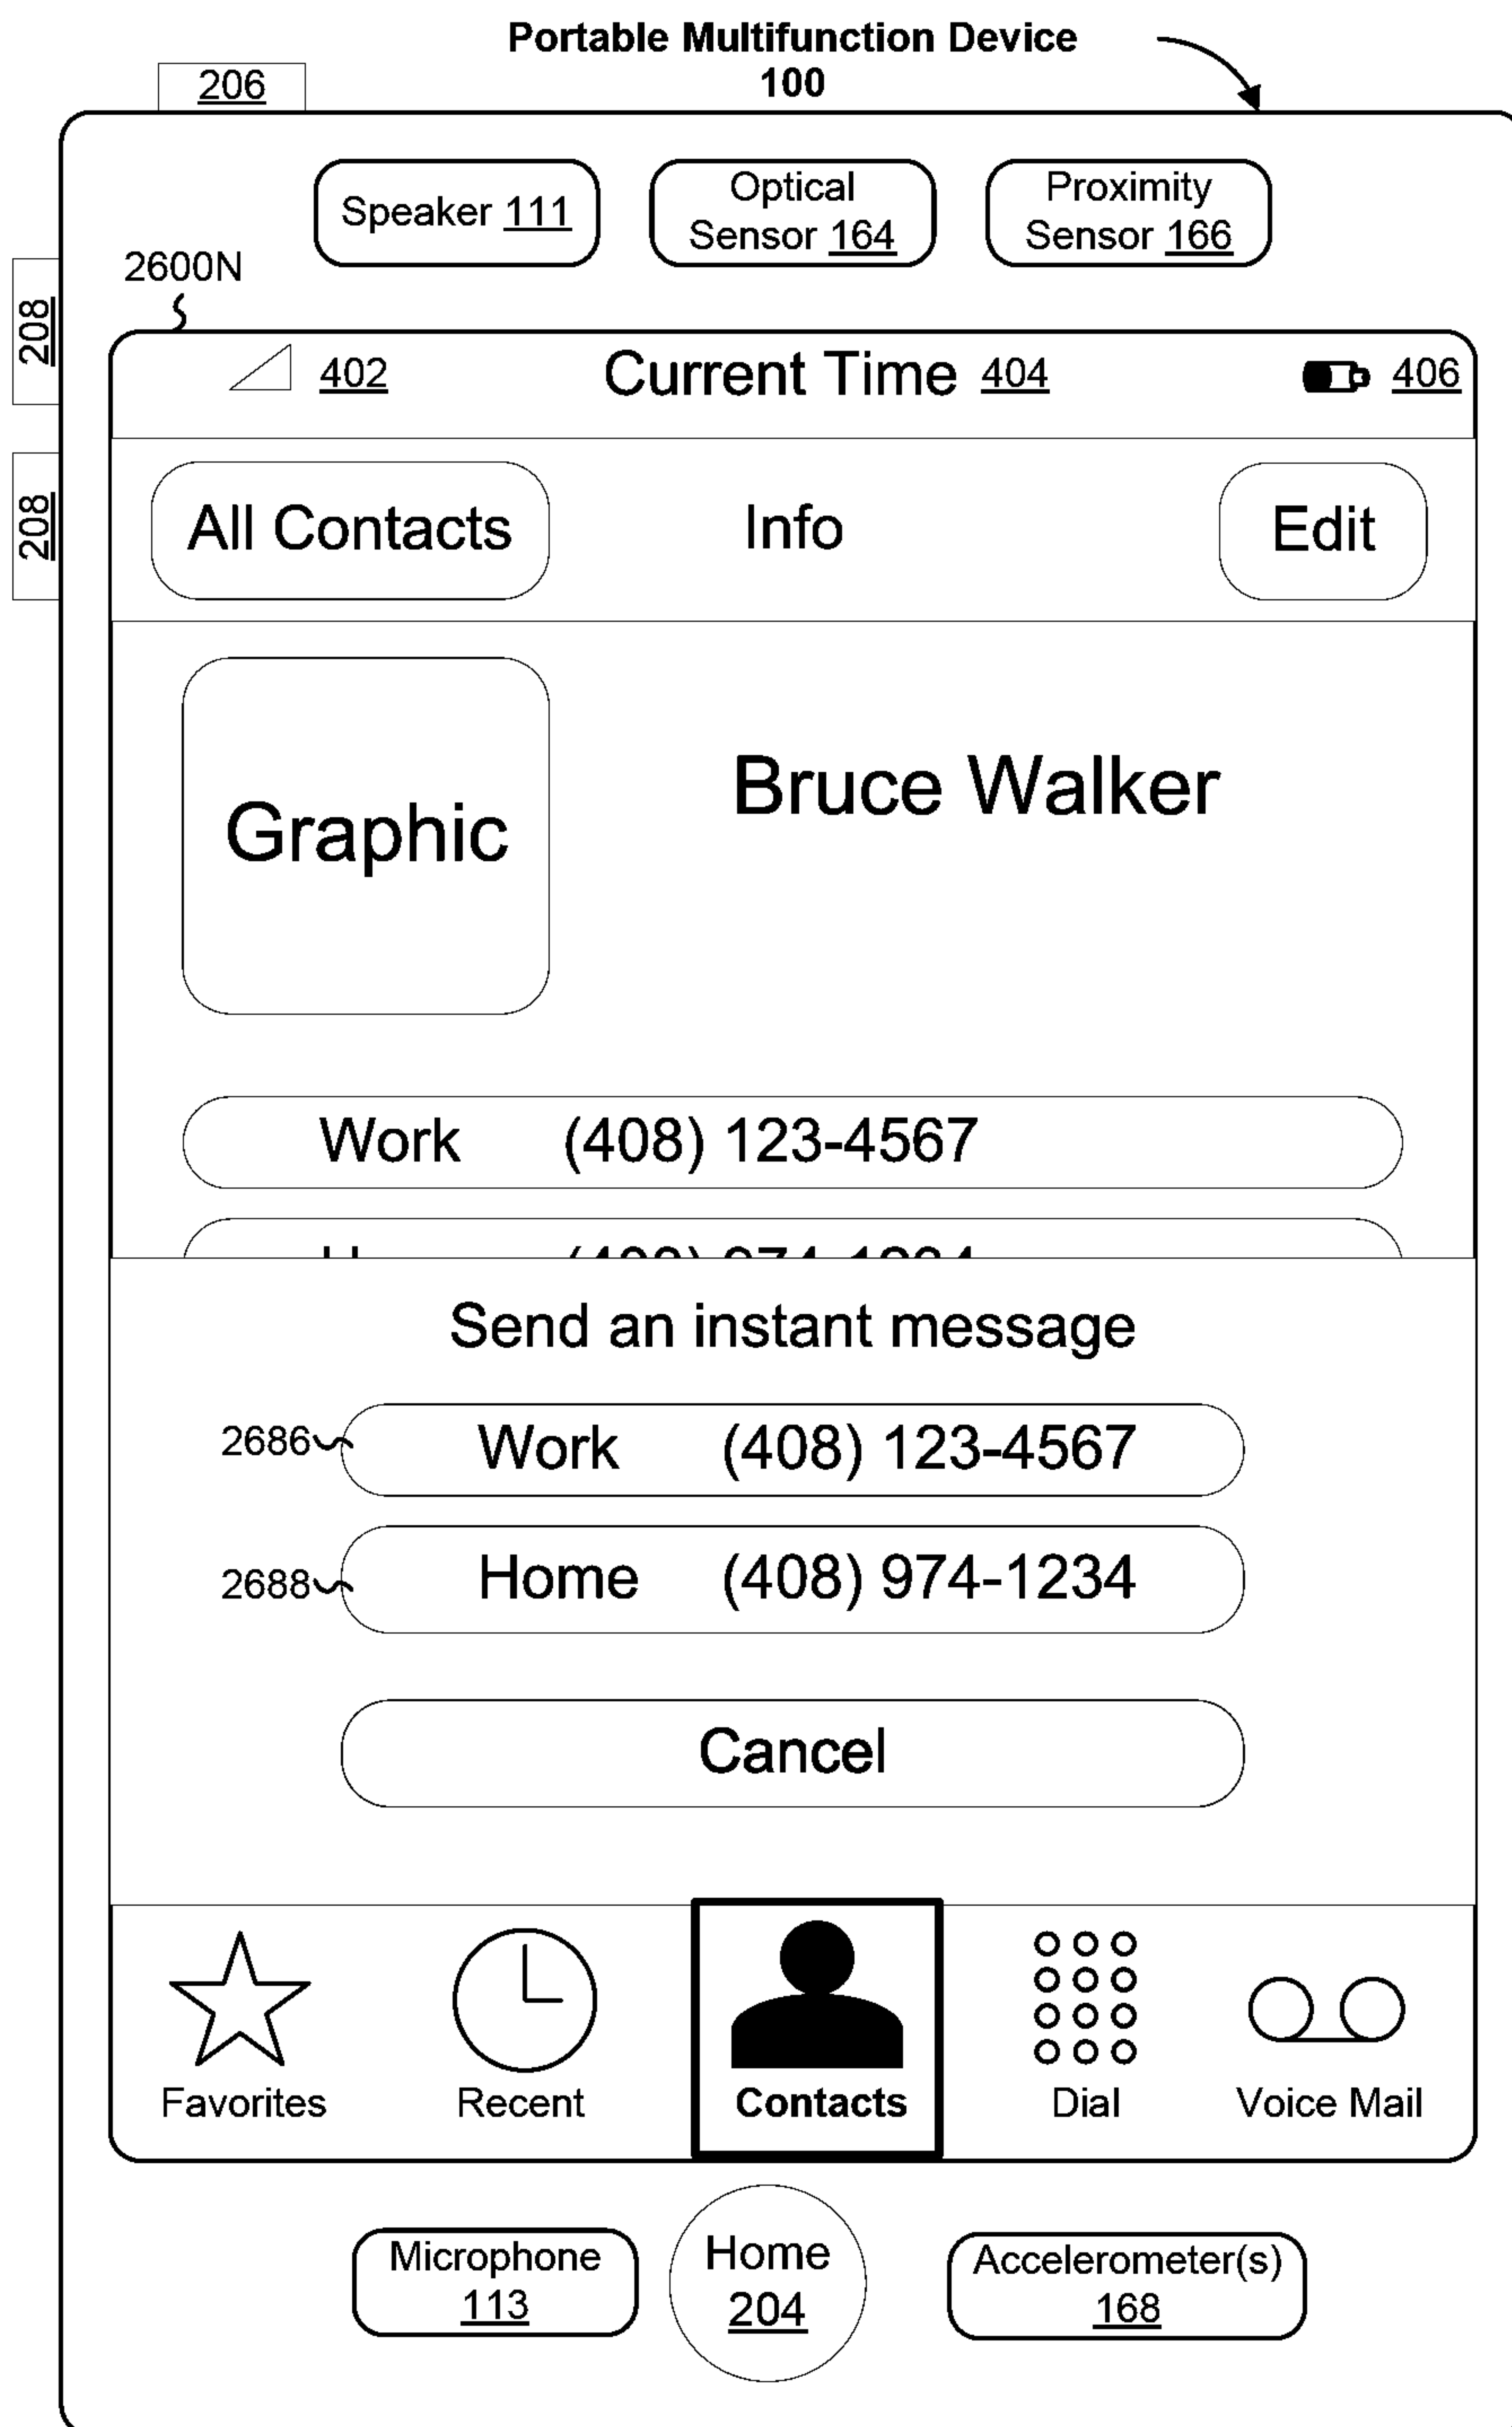 Portable Multifunction Device
100
206
Speaker 111
Optical
Sensor 164
Proximity
Sensor 166
2600N
208
208
402
Current Time 404
406
All Contacts
Info
Edit
Graphic
Bruce Walker
Work (408) 123-4567
Send an instant message
2686
Work (408) 123-4567
2688
Home (408) 974-1234
Cancel
Favorites
Recent
Contacts
Dial
Voice Mail
Microphone
113
Home
204
Accelerometer(s)
168